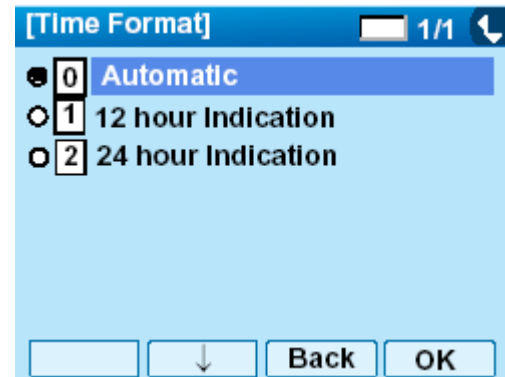 [Time Format] 1/1
0 Automatic
1 12 hour Indication
2 24 hour Indication
↓ Back OK